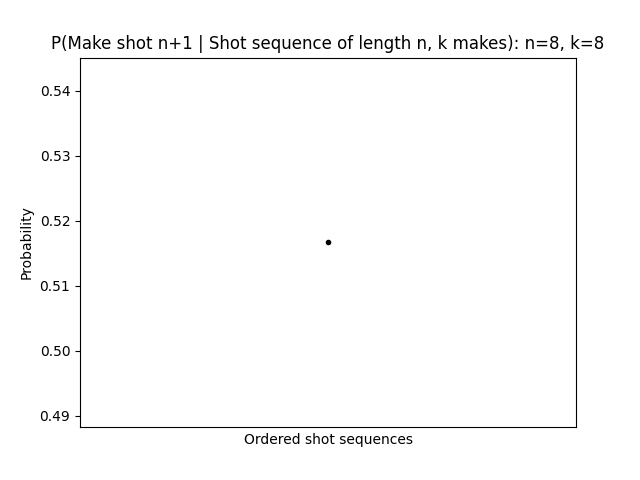 P(Make shot n+1 | Shot sequence of length n, k makes): n=8, k=8
0.54
0.53
0.52
0.51
0.50
0.49
Probability
Ordered shot sequences